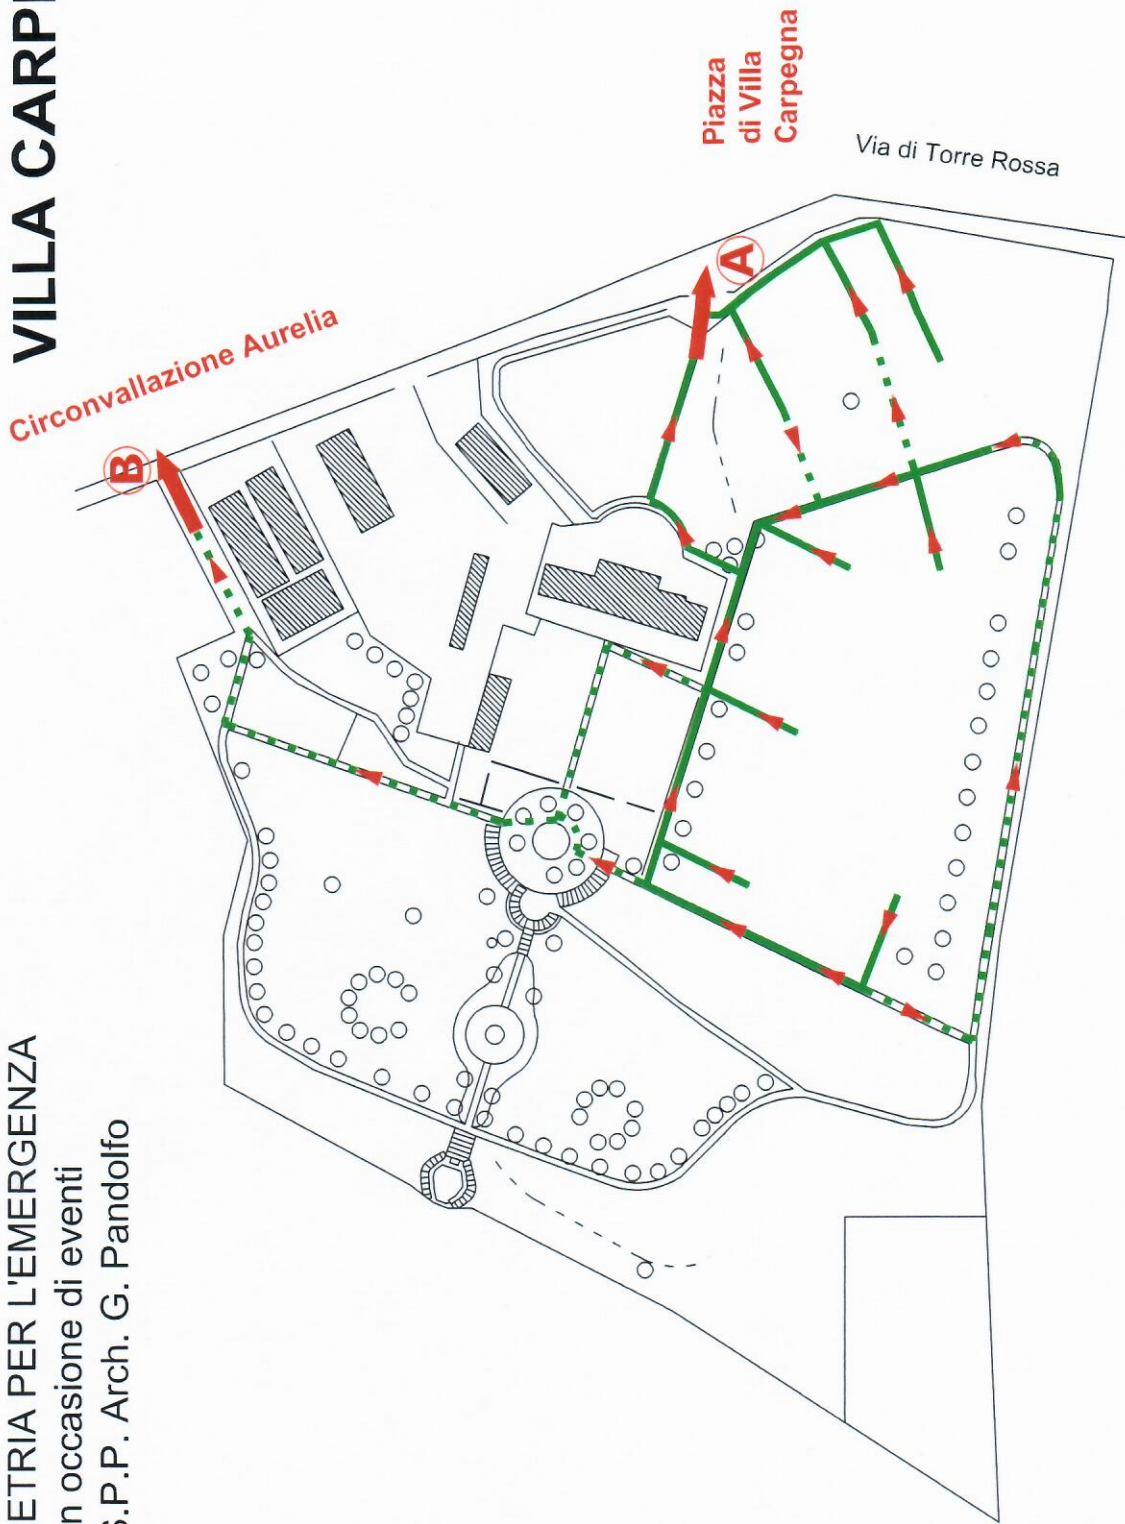 VILLA CARP
ETRIA PER L'EMERGENZA
n occasione di eventi
S.P.P. Arch. G. Pandolfo
Circonvallazione Aurelia
B
A
Piazza
di Villa
Carpegna
Via di Torre Rossa